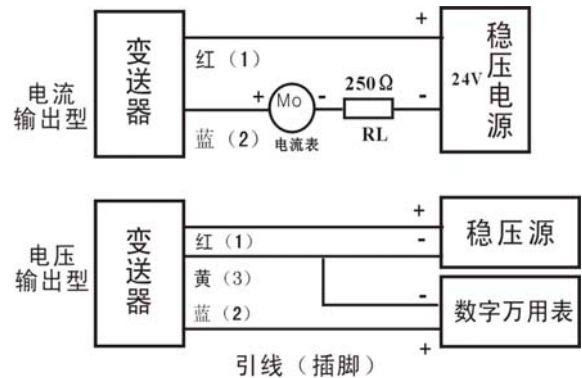 电流
输出型
变送器
红（1）
蓝（2）
+
Mo
-
电流表
250Ω
RL
+
-
24V
稳压电源
电压
输出型
变送器
红（1）
黄（3）
蓝（2）
+
-
稳压源
-
+
数字万用表
引线（插脚）